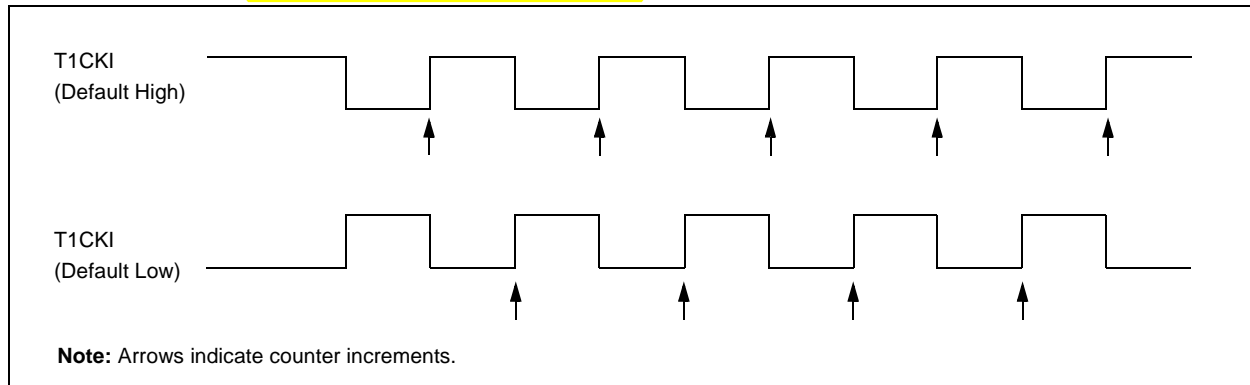 T1CKI
(Default High)
T1CKI
(Default Low)
Note: Arrows indicate counter increments.